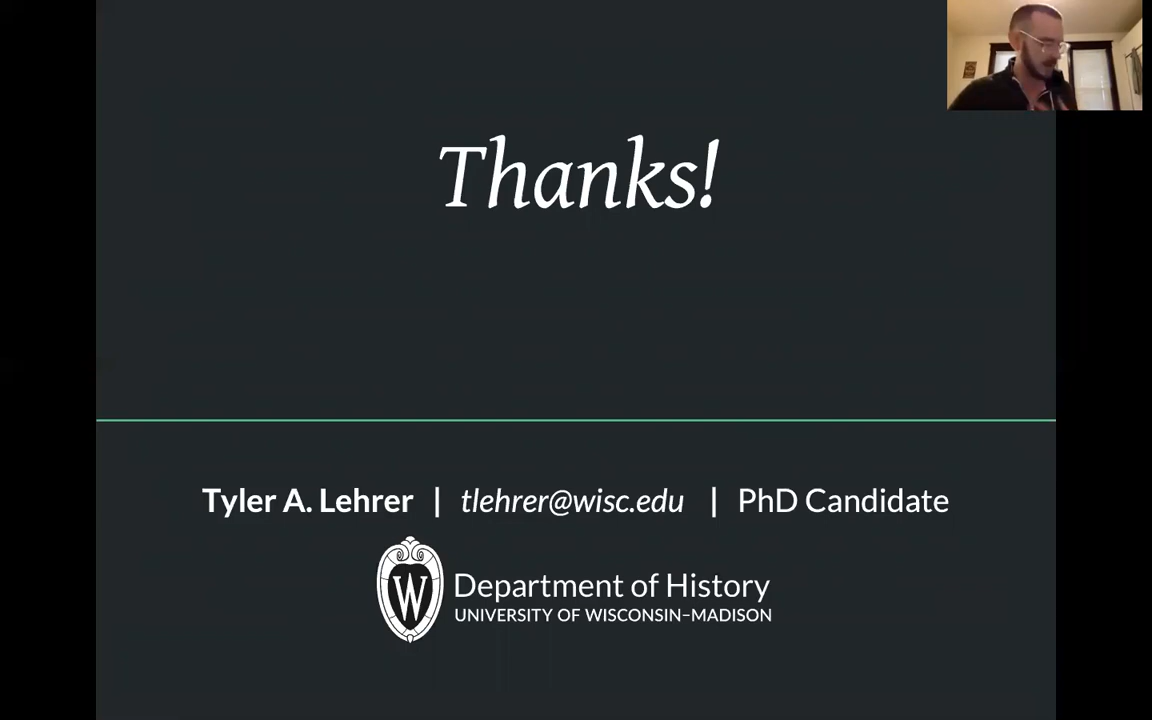 Thanks!
Tyler A. Lehrer | tlehrer@wisc.edu | PhD Candidate
W
Department of History
UNIVERSITY OF WISCONSIN–MADISON